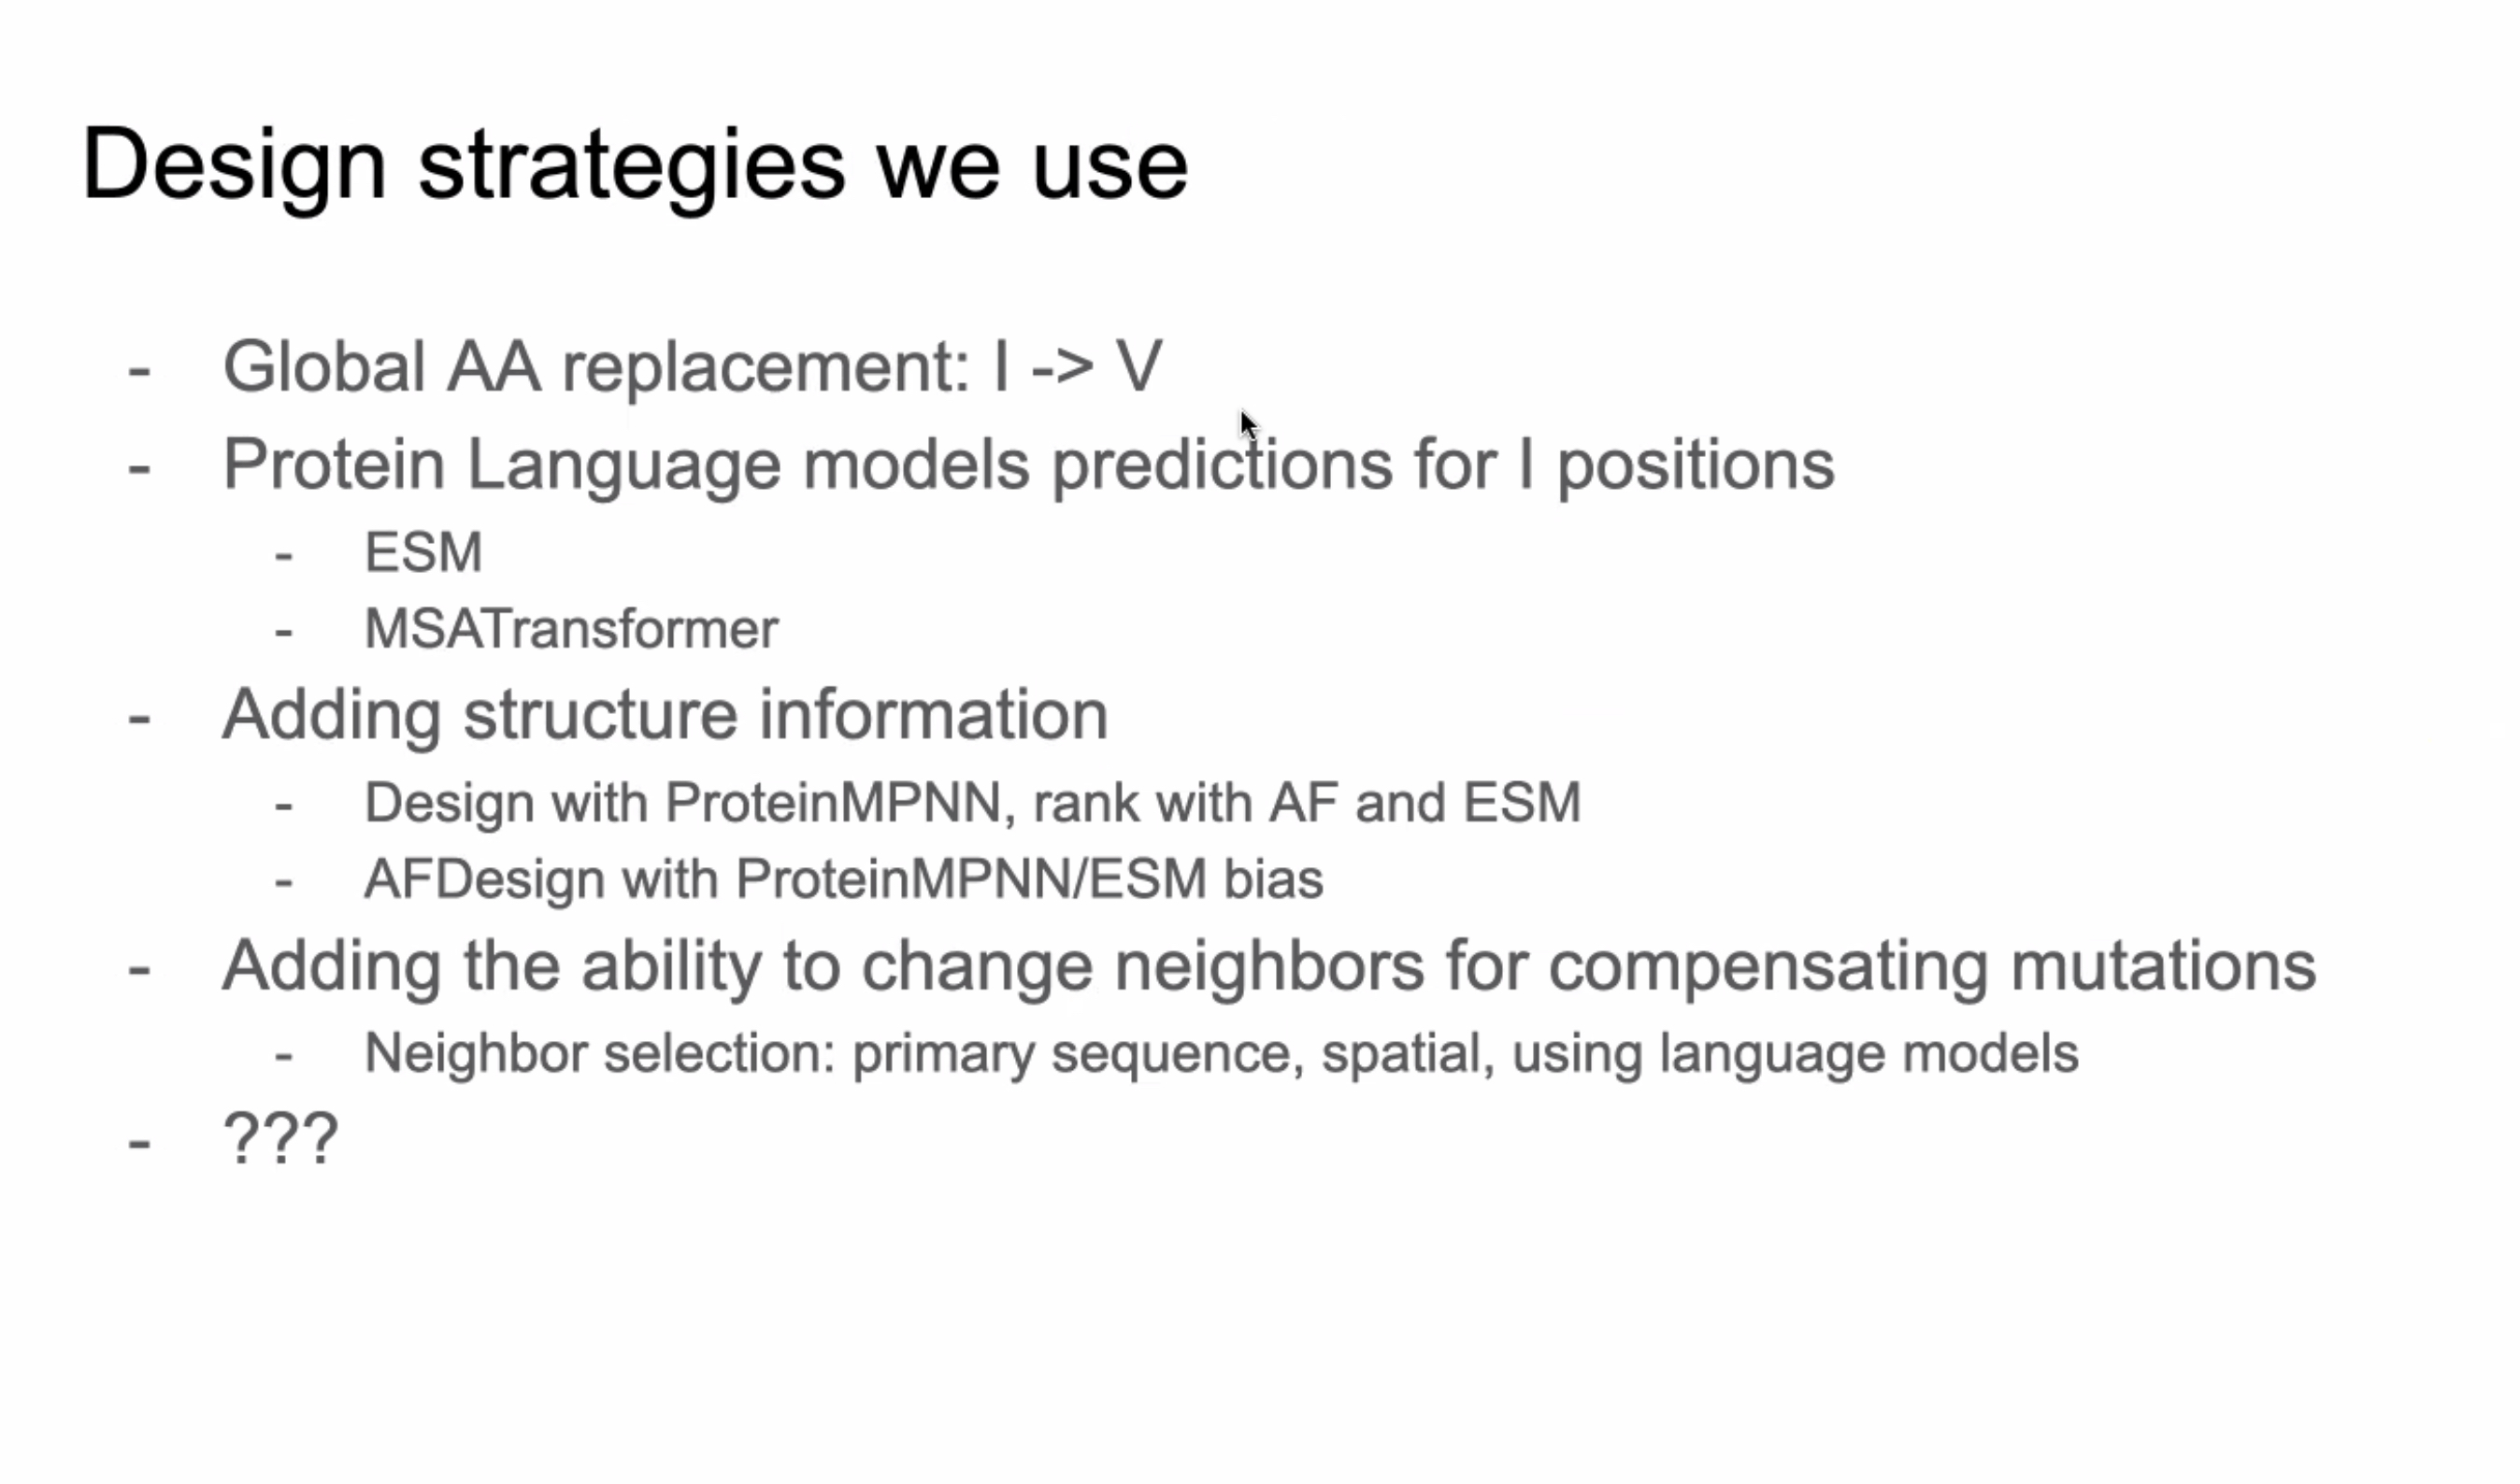 Design strategies we use
- Global AA replacement: I -> V
- Protein Language models predictions for I positions
- ESM
- MSATransformer
- Adding structure information
- Design with ProteinMPNN, rank with AF and ESM
- AFDesign with ProteinMPNN/ESM bias
- Adding the ability to change neighbors for compensating mutations
- Neighbor selection: primary sequence, spatial, using language models
- ???